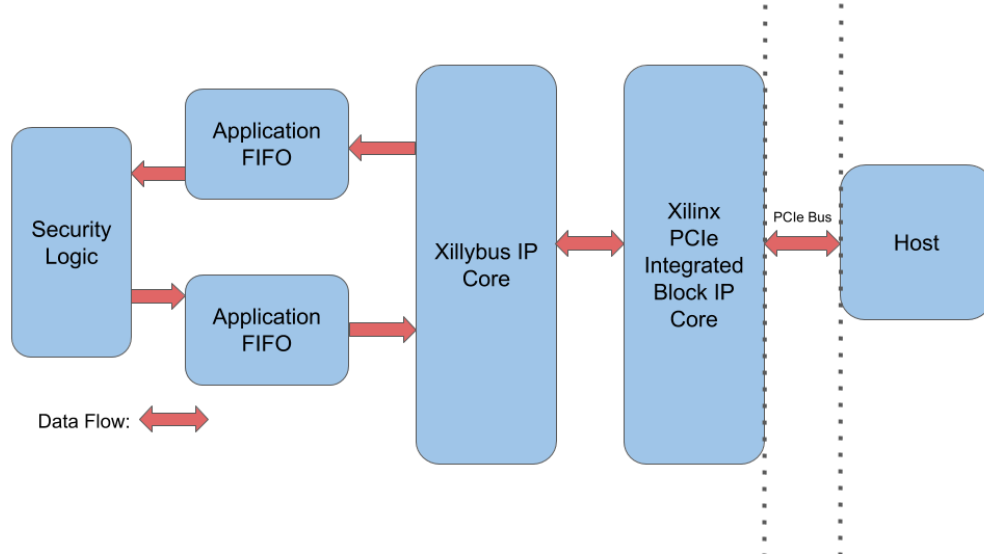 Application
FIFO
Security
Logic
Application
FIFO
Data Flow:
Xillybus IP
Core
Xilinx
PCIe
Integrated
Block IP
Core
PCIe Bus
Host